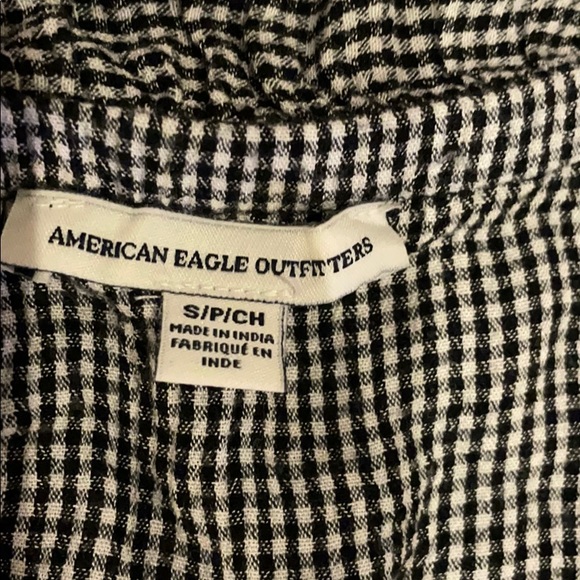 AMERICAN EAGLE OUTFITTERS
S/P/CH
MADE IN INDIA
FABRIQUÉ EN
INDE